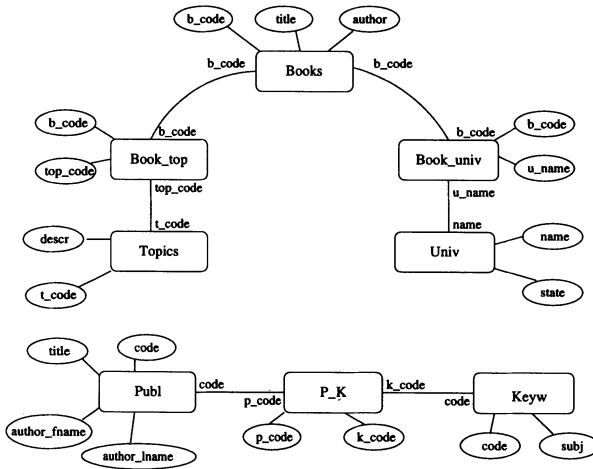 b_code
title
author
b_code
Books
b_code
b_code
b_code
b_code
b_code
Book_top
Book_univ
top_code
u_name
top_code
u_name
t_code
name
descr
Topics
Univ
name
t_code
state
title
code
Publ
code
p_code
P_K
k_code
code
Keyw
author_fname
author_lname
p_code
k_code
code
subj